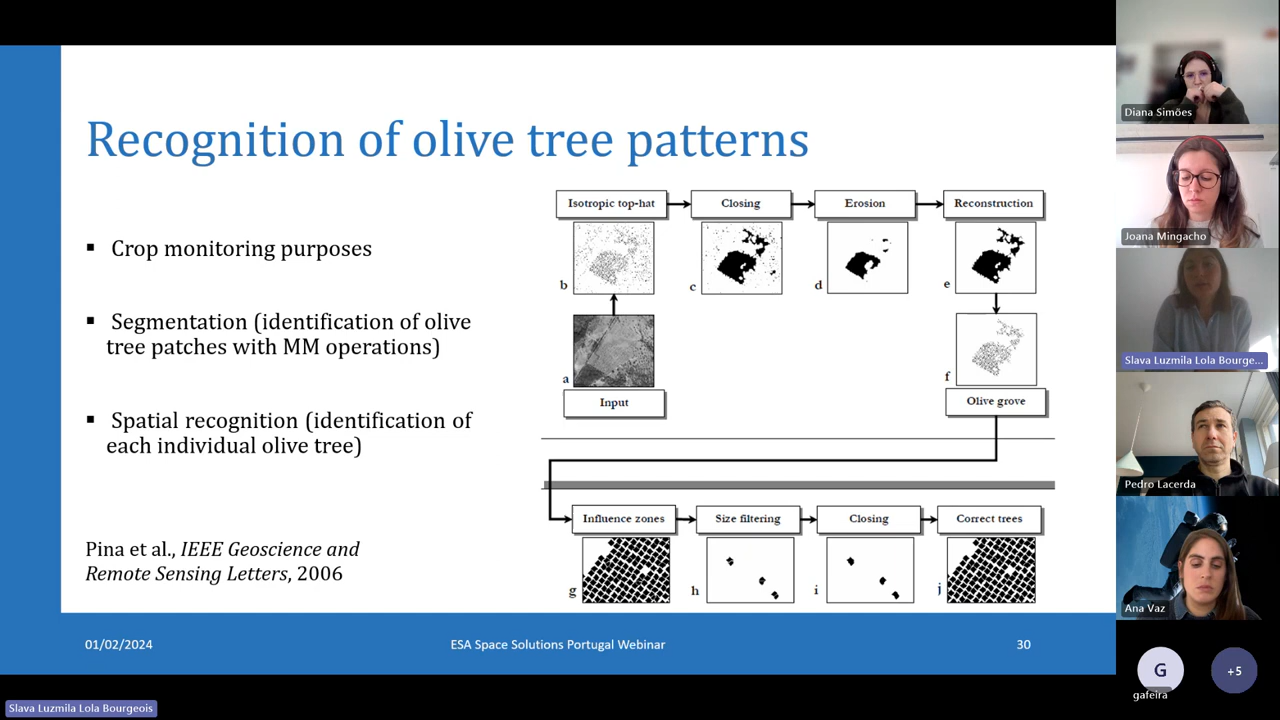 Recognition of olive tree patterns
▪ Crop monitoring purposes
▪ Segmentation (identification of olive
tree patches with MM operations)
▪ Spatial recognition (identification of
each individual olive tree)
Pina et al., IEEE Geoscience and
Remote Sensing Letters, 2006
Isotropic top-hat
Closing
Erosion
Reconstruction
b
c
d
e
a
f
Input
Olive grove
Influence zones
Size filtering
Closing
Correct trees
g
h
i
j
01/02/2024
ESA Space Solutions Portugal Webinar
30
Diana Simões
Joana Mingacho
Slava Luzmila Lola Bourge...
Pedro Lacerda
Ana Vaz
G
gafeira
+5
Slava Luzmila Lola Bourgeois